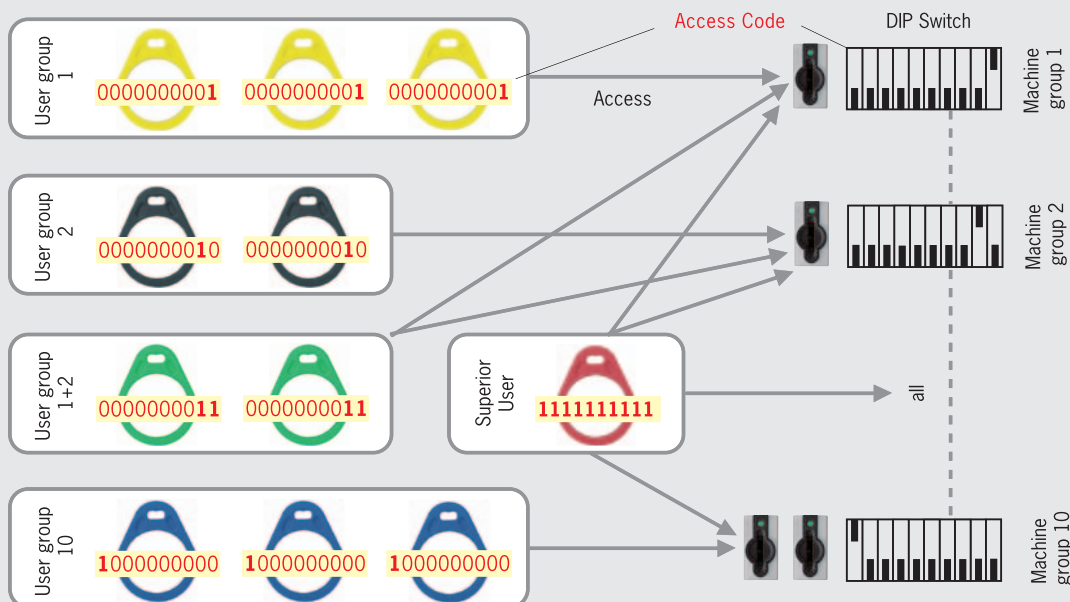 Access Code
DIP Switch
User group
1
0000000001
0000000001
0000000001
Access
Machine
group 1
User group
2
0000000010
0000000010
Machine
group 2
User group
1+2
0000000011
0000000011
Superior
User
1111111111
all
User group
10
1000000000
1000000000
1000000000
Machine
group 10